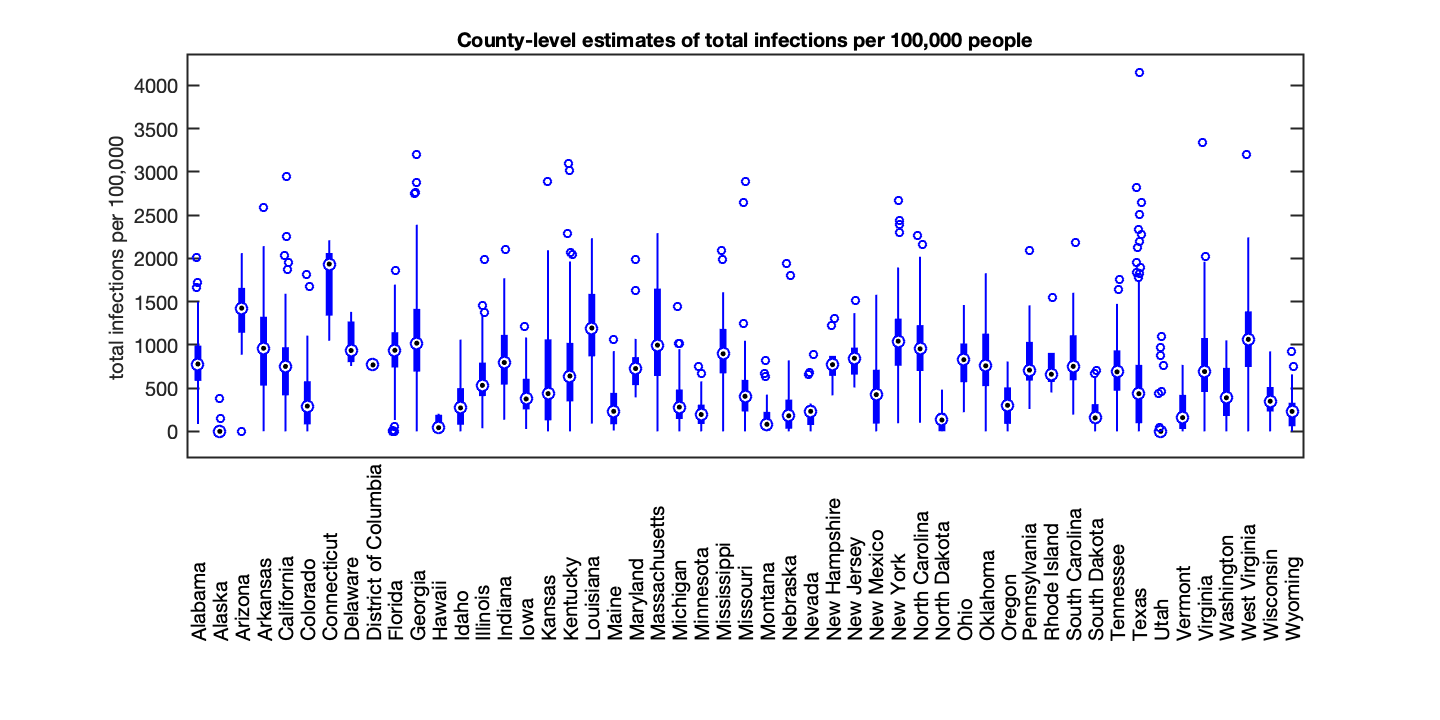 County-level estimates of total infections per 100,000 people
total infections per 100,000
4000
3500
3000
2500
2000
1500
1000
500
0
Alabama
Alaska
Arizona
Arkansas
California
Colorado
Connecticut
Delaware
District of Columbia
Florida
Georgia
Hawaii
Idaho
Illinois
Indiana
Iowa
Kansas
Kentucky
Louisiana
Maine
Maryland
Massachusetts
Michigan
Minnesota
Mississippi
Missouri
Montana
Nebraska
Nevada
New Hampshire
New Jersey
New Mexico
New York
North Carolina
North Dakota
Ohio
Oklahoma
Oregon
Pennsylvania
Rhode Island
South Carolina
South Dakota
Tennessee
Texas
Utah
Vermont
Virginia
Washington
West Virginia
Wisconsin
Wyoming